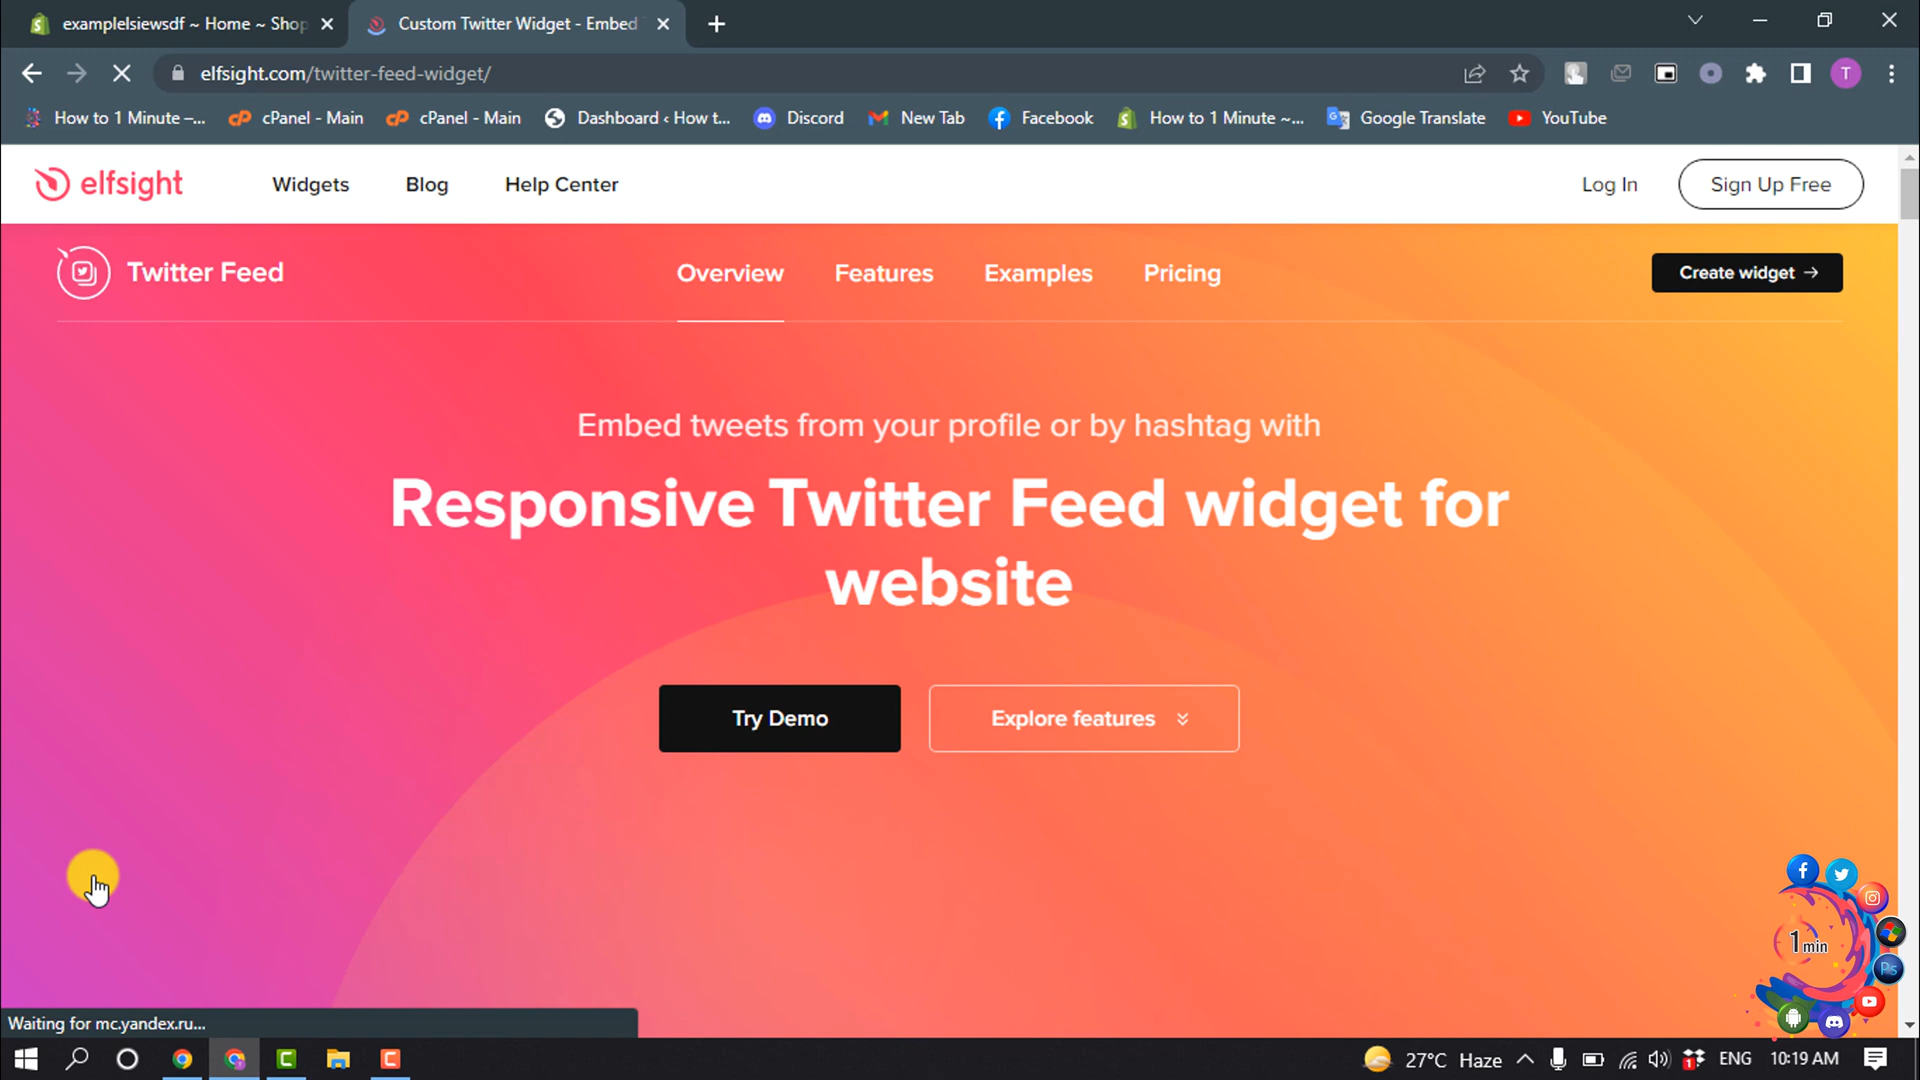 examplelsiewsdf ~ Home ~ Shop
Custom Twitter Widget - Embed T
elfsight.com/twitter-feed-widget/
T
How to 1 Minute –...
cPanel - Main
cPanel - Main
Dashboard ‹ How t...
Discord
New Tab
Facebook
How to 1 Minute ~...
Google Translate
YouTube
elfsight
Widgets
Blog
Help Center
Log In
Sign Up Free
Twitter Feed
Overview
Features
Examples
Pricing
Create widget →
Embed tweets from your profile or by hashtag with
Responsive Twitter Feed widget for
website
Try Demo
Explore features
1 min
Ps
Waiting for mc.yandex.ru...
27°C Haze
ENG
10:19 AM